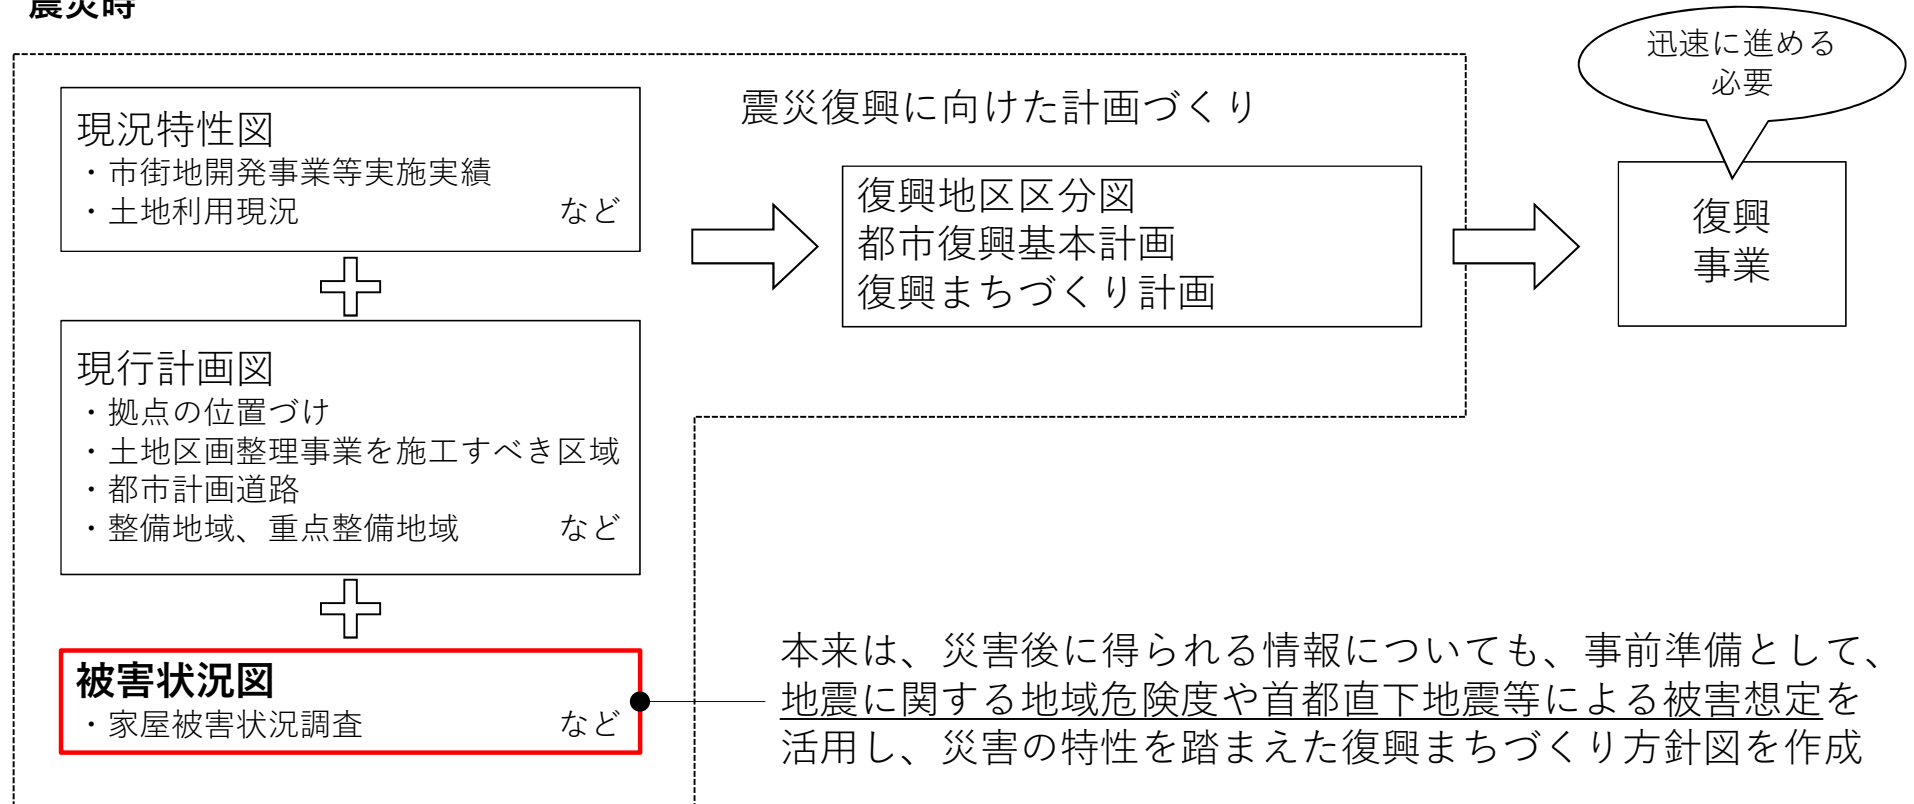 震災時
現況特性図
・市街地開発事業等実施実績
・土地利用現況 など
現行計画図
・拠点の位置づけ
・土地区画整理事業を施工すべき区域
・都市計画道路
・整備地域、重点整備地域 など
被害状況図
・家屋被害状況調査 など
震災復興に向けた計画づくり
復興地区区分図
都市復興基本計画
復興まちづくり計画
迅速に進める
必要
復興
事業
本来は、災害後に得られる情報についても、事前準備として、
地震に関する地域危険度や首都直下地震等による被害想定を
活用し、災害の特性を踏まえた復興まちづくり方針図を作成